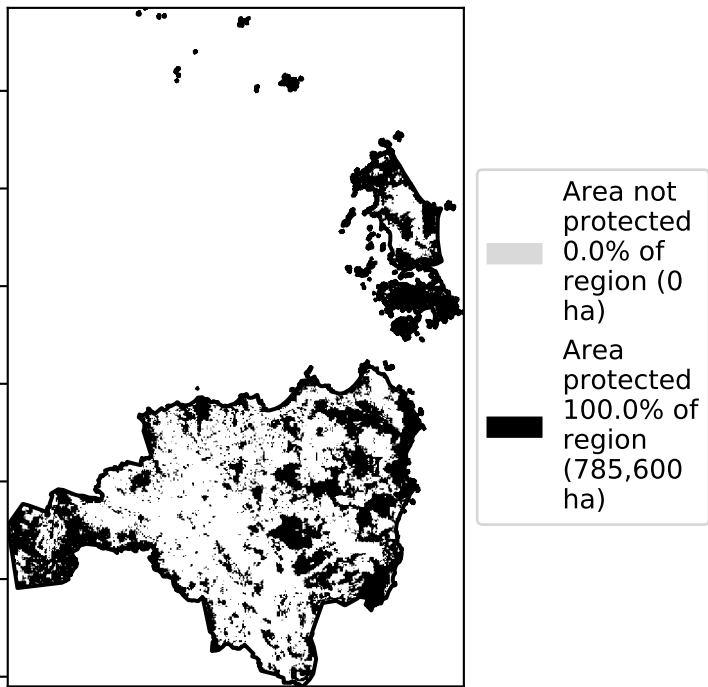 Area not
protected
0.0% of
region (0
ha)
Area
protected
100.0% of
region
(785,600
ha)